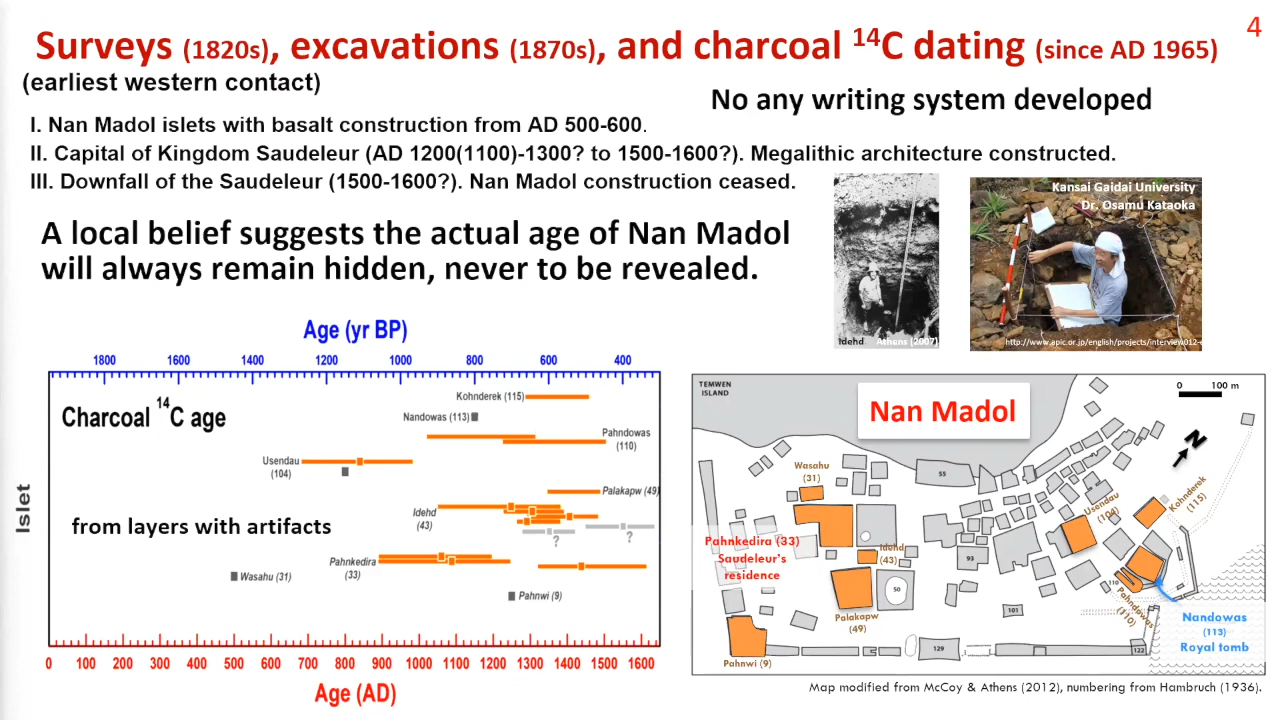 4
Surveys (1820s), excavations (1870s), and charcoal ¹⁴C dating (since AD 1965)
(earliest western contact)
No any writing system developed
I. Nan Madol islets with basalt construction from AD 500-600.
II. Capital of Kingdom Saudeleur (AD 1200(1100)-1300? to 1500-1600?). Megalithic architecture constructed.
III. Downfall of the Saudeleur (1500-1600?). Nan Madol construction ceased.
A local belief suggests the actual age of Nan Madol
will always remain hidden, never to be revealed.
Idehd Athens (2007)
Kansai Gaidai University
Dr. Osamu Kataoka
Age (yr BP)
1800 1600 1400 1200 1000 800 600 400
Charcoal ¹⁴C age
from layers with artifacts
Islet
Kohnderek (115)
Nandowas (113)
Pahndowas
(110)
Usendau
(104)
Palakapw (49)
Idehd
(43)
? ?
Pahnkedira
(33)
Wasahu (31)
Pahnwi (9)
0 100 200 300 400 500 600 700 800 900 1000 1100 1200 1300 1400 1500 1600
Age (AD)
TEMWEN
ISLAND
Nan Madol
0 100 m
N
Wasahu
(31)
55
Kohnderek
(115)
Usendau
(104)
Pahnkedira (33)
Saudeleur's
residence
Idehd
(43)
93
50
110
Pahndowas
(110)
Palakapw
(49)
101
Nandowas
(113)
Royal tomb
Pahnwi (9)
129
122
Map modified from McCoy & Athens (2012), numbering from Hambruch (1936).